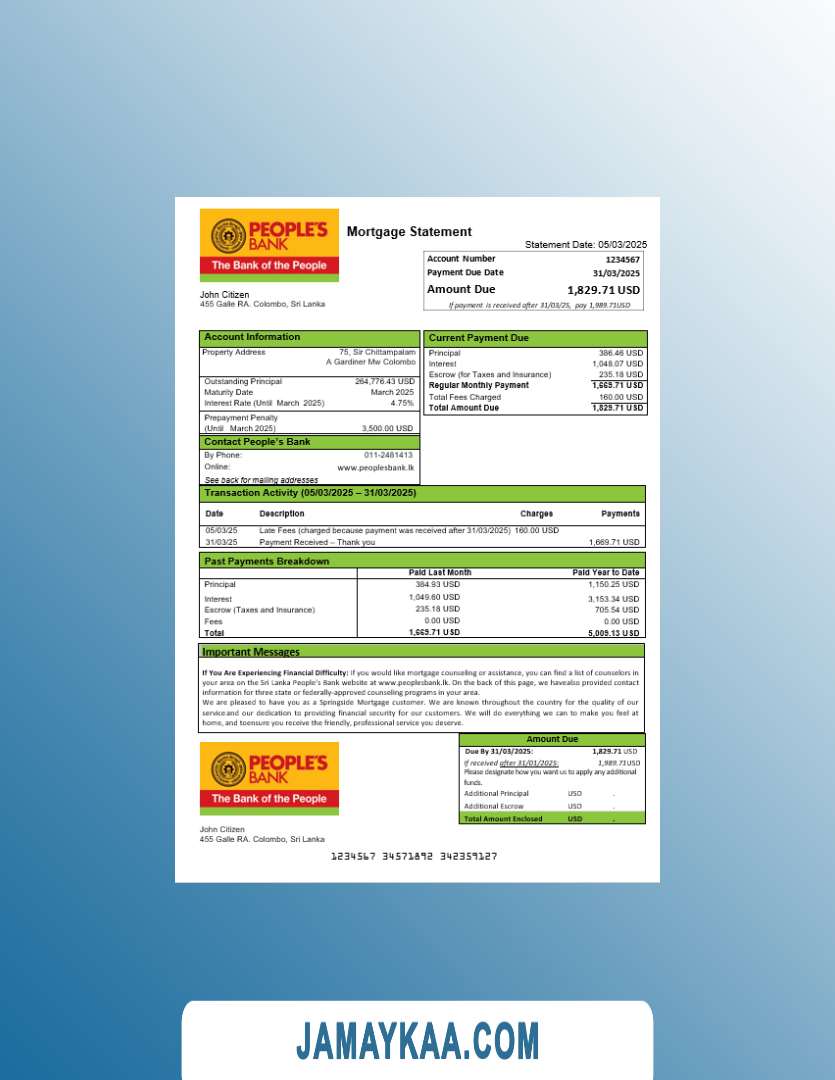 PEOPLE'S
BANK
The Bank of the People
Mortgage Statement
Statement Date: 05/03/2025
Account Number 1234567
Payment Due Date 31/03/2025
Amount Due 1,829.71 USD
If payment is received after 31/03/25, pay 1,989.71USD
John Citizen
455 Galle RA. Colombo, Sri Lanka
Account Information
Property Address 75, Sir Chittampalam
A Gardiner Mw Colombo
Outstanding Principal 264,776.43 USD
Maturity Date March 2025
Interest Rate (Until March 2025) 4.75%
Prepayment Penalty
(Until March 2025) 3,500.00 USD
Contact People's Bank
By Phone: 011-2481413
Online: www.peoplesbank.lk
See back for mailing addresses
Current Payment Due
Principal 386.46 USD
Interest 1,048.07 USD
Escrow (for Taxes and Insurance) 235.18 USD
Regular Monthly Payment 1,669.71 USD
Total Fees Charged 160.00 USD
Total Amount Due 1,829.71 USD
Transaction Activity (05/03/2025 – 31/03/2025)
Date Description Charges Payments
05/03/25 Late Fees (charged because payment was received after 31/03/2025) 160.00 USD
31/03/25 Payment Received – Thank you 1,669.71 USD
Past Payments Breakdown
Paid Last Month Paid Year to Date
Principal 384.93 USD 1,150.25 USD
Interest 1,049.60 USD 3,153.34 USD
Escrow (Taxes and Insurance) 235.18 USD 705.54 USD
Fees 0.00 USD 0.00 USD
Total 1,669.71 USD 5,009.13 USD
Important Messages
If You Are Experiencing Financial Difficulty: if you would like mortgage counseling or assistance, you can find a list of counselors in
your area on the Sri Lanka People's Bank website at www.peoplesbank.lk. On the back of this page, we havealso provided contact
information for three state or federally-approved counseling programs in your area.
We are pleased to have you as a Springside Mortgage customer. We are known throughout the country for the quality of our
serviceand our dedication to providing financial security for our customers. We will do everything we can to make you feel at
home, and toensure you receive the friendly, professional service you deserve.
PEOPLE'S
BANK
The Bank of the People
John Citizen
455 Galle RA. Colombo, Sri Lanka
Amount Due
Due By 31/03/2025: 1,829.71 USD
If received after 31/01/2025: 1,989.71USD
Please designate how you want us to apply any additional
funds.
Additional Principal USD .
Additional Escrow USD .
Total Amount Enclosed USD .
1234567 34571892 342359127
JAMAYKAA.COM